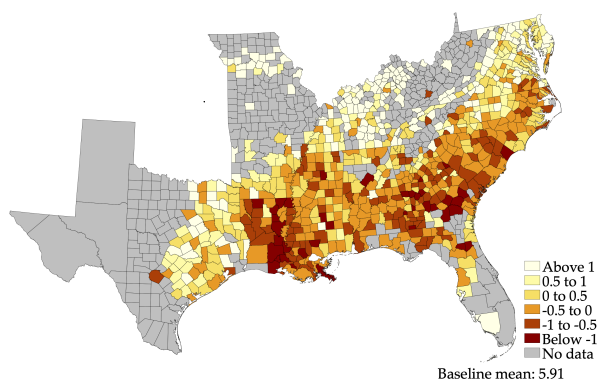 Above 1
0.5 to 1
0 to 0.5
-0.5 to 0
-1 to -0.5
Below -1
No data
Baseline mean: 5.91